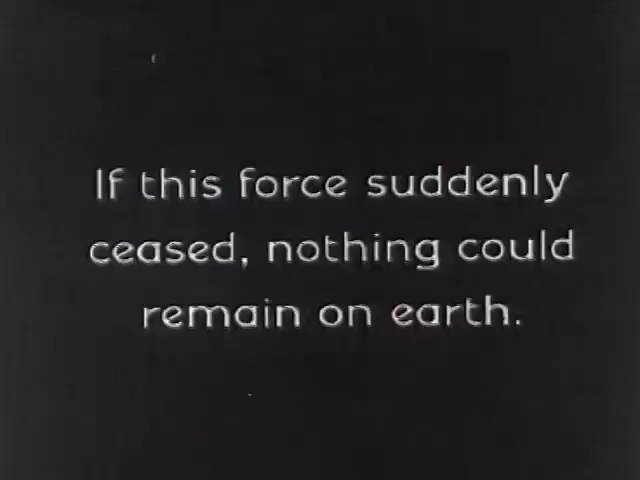 If this force suddenly
ceased, nothing could
remain on earth.